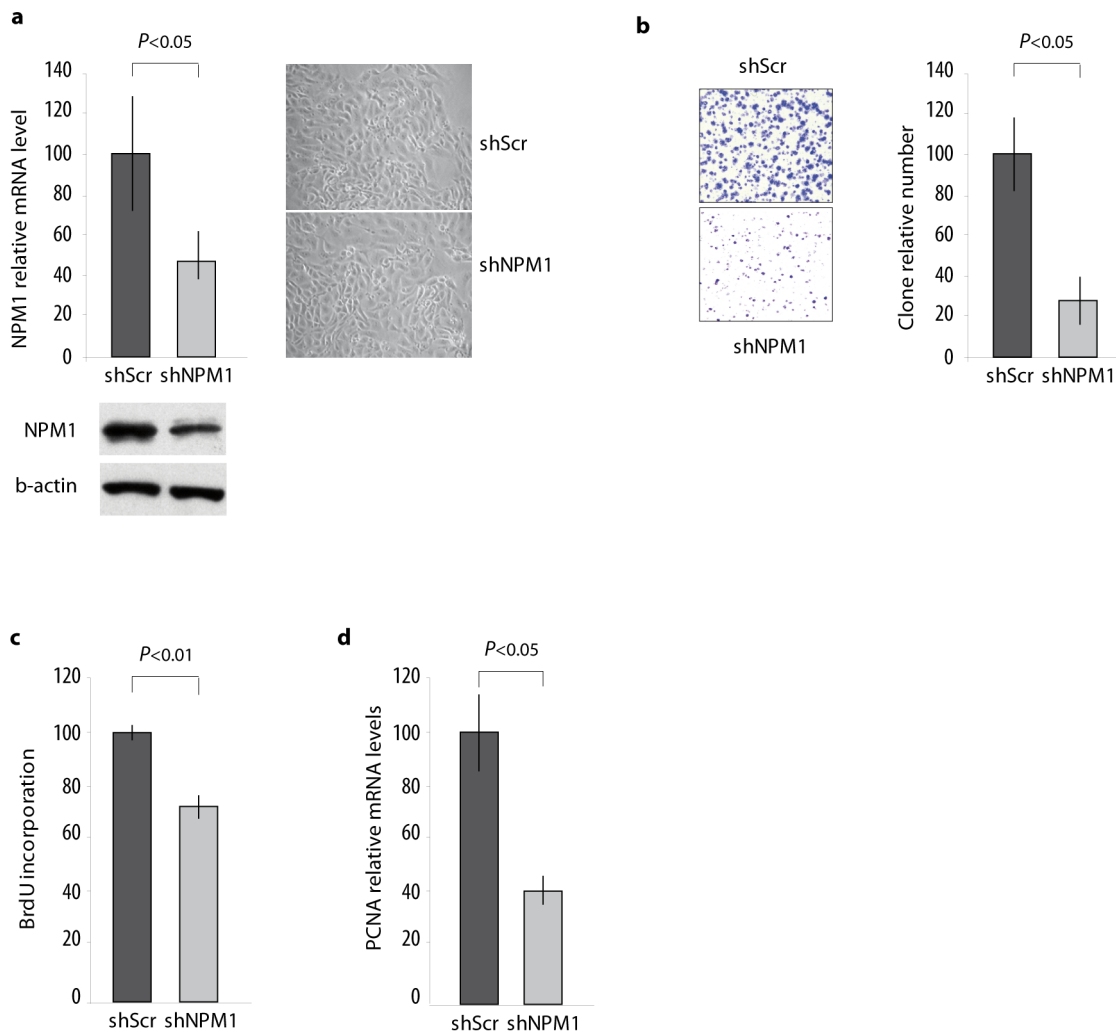 a
P<0.05
NPM1 relative mRNA level
140
120
100
80
60
40
20
0
shScr shNPM1
shScr
shNPM1
NPM1
b-actin
b
shScr
shNPM1
P<0.05
Clone relative number
140
120
100
80
60
40
20
0
shScr shNPM1
c
P<0.01
BrdU incorporation
120
100
80
60
40
20
0
shScr shNPM1
d
P<0.05
PCNA relative mRNA levels
120
100
80
60
40
20
0
shScr shNPM1